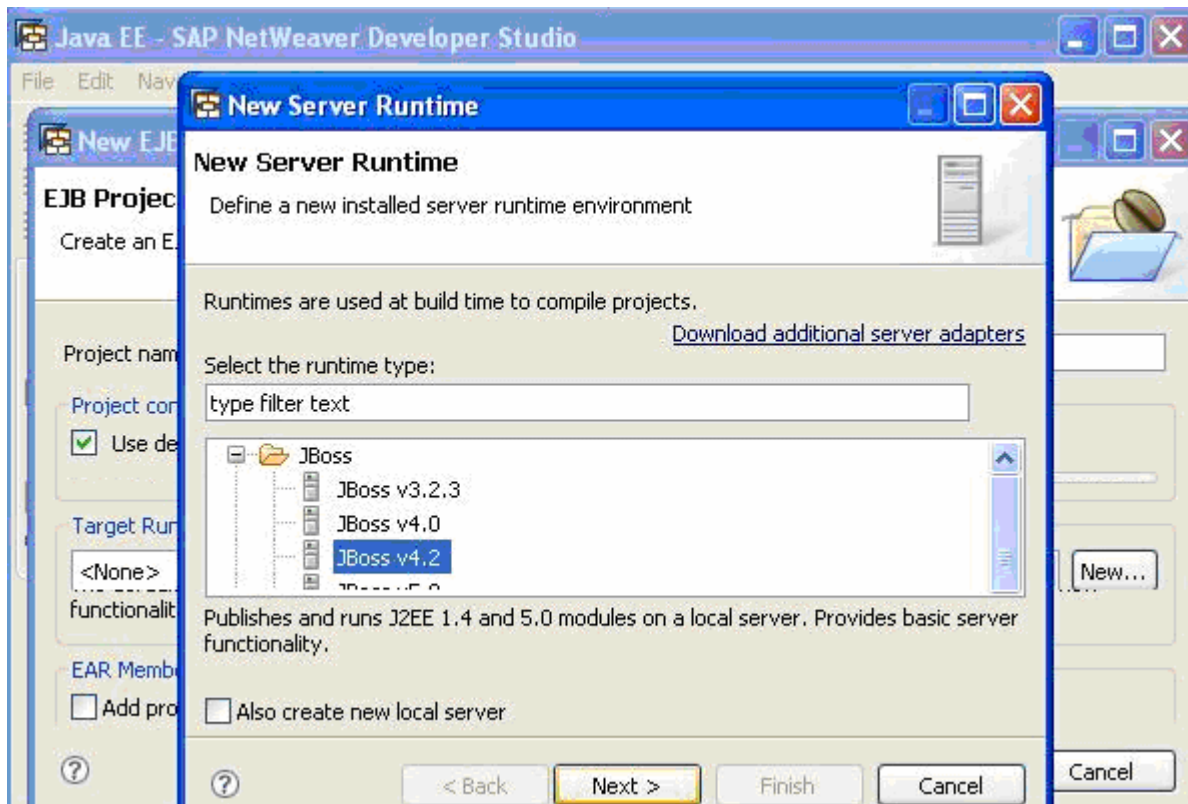 Java EE - SAP NetWeaver Developer Studio
File Edit Nav
New EJB
New Server Runtime
New Server Runtime
Define a new installed server runtime environment
EJB Projec
Create an E
Runtimes are used at build time to compile projects.
Download additional server adapters
Project nam
Select the runtime type:
type filter text
Project con
Use de
JBoss
JBoss v3.2.3
JBoss v4.0
JBoss v4.2
Target Run
<None>
New...
functionalit
Publishes and runs J2EE 1.4 and 5.0 modules on a local server. Provides basic server
functionality.
EAR Membe
Add pro
Also create new local server
< Back
Next >
Finish
Cancel
Cancel